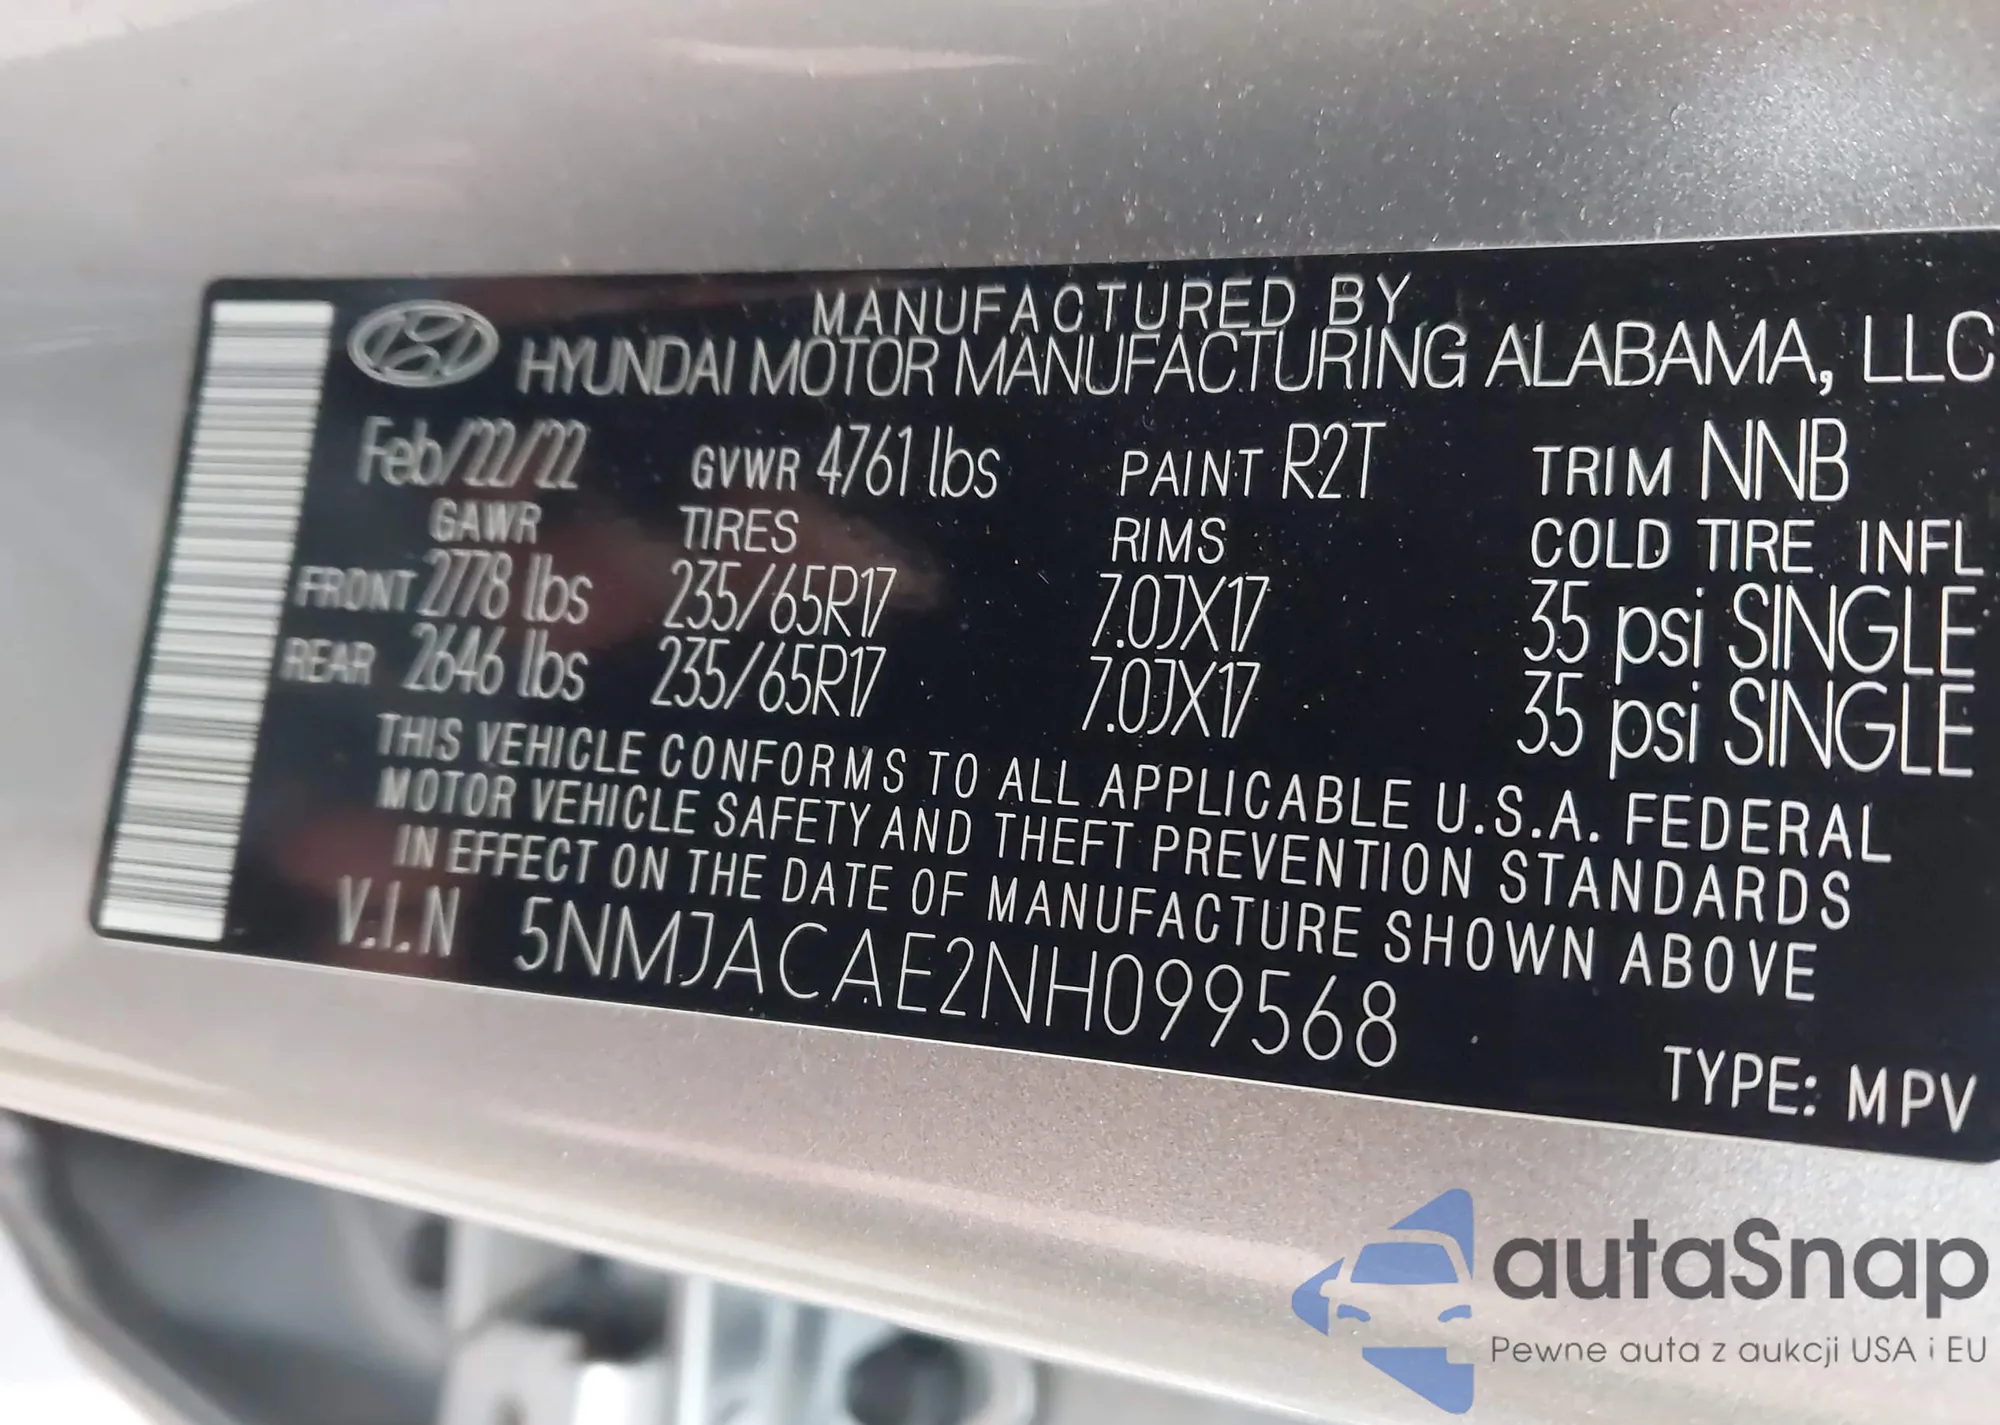 MANUFACTURED BY
HYUNDAI MOTOR MANUFACTURING ALABAMA, LLC
Feb/22/22 GVWR 4761 lbs PAINT R2T TRIM NNB
GAWR TIRES RIMS COLD TIRE INFL
FRONT 2778 lbs 235/65R17 7.0JX17 35 psi SINGLE
REAR 2646 lbs 235/65R17 7.0JX17 35 psi SINGLE
THIS VEHICLE CONFORMS TO ALL APPLICABLE U.S.A. FEDERAL
MOTOR VEHICLE SAFETY AND THEFT PREVENTION STANDARDS
IN EFFECT ON THE DATE OF MANUFACTURE SHOWN ABOVE
V.I.N 5NMJACAE2NH099568
TYPE: MPV
autaSnap
Pewne auta z aukcji USA i EU